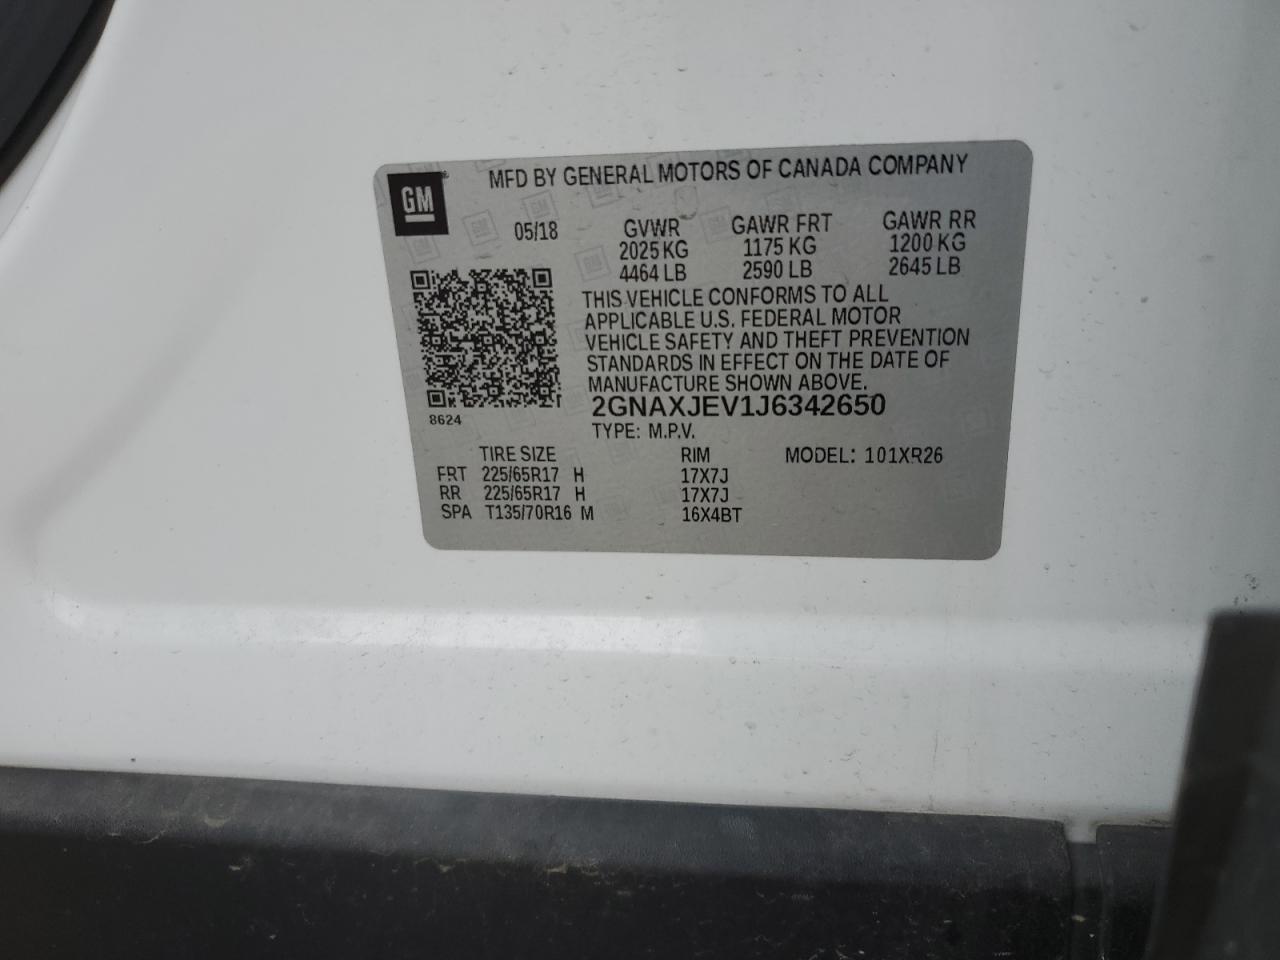 GM
MFD BY GENERAL MOTORS OF CANADA COMPANY
05/18 GVWR GAWR FRT GAWR RR
2025 KG 1175 KG 1200 KG
4464 LB 2590 LB 2645 LB
THIS VEHICLE CONFORMS TO ALL
APPLICABLE U.S. FEDERAL MOTOR
VEHICLE SAFETY AND THEFT PREVENTION
STANDARDS IN EFFECT ON THE DATE OF
MANUFACTURE SHOWN ABOVE.
8624
2GNAXJEV1J6342650
TYPE: M.P.V.
TIRE SIZE RIM MODEL: 101XR26
FRT 225/65R17 H 17X7J
RR 225/65R17 H 17X7J
SPA T135/70R16 M 16X4BT